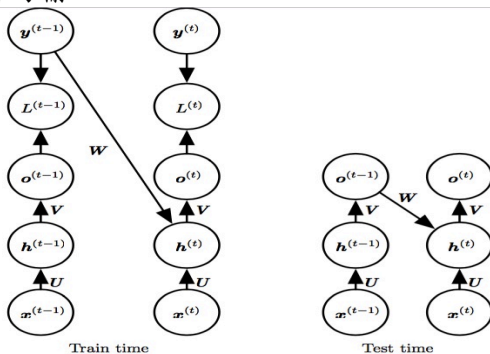 y^(t−1) y^(t)
L^(t−1) L^(t)
W
o^(t−1) o^(t) o^(t−1) o^(t)
W
V V V V
h^(t−1) h^(t) h^(t−1) h^(t)
U U U U
x^(t−1) x^(t) x^(t−1) x^(t)
Train time Test time